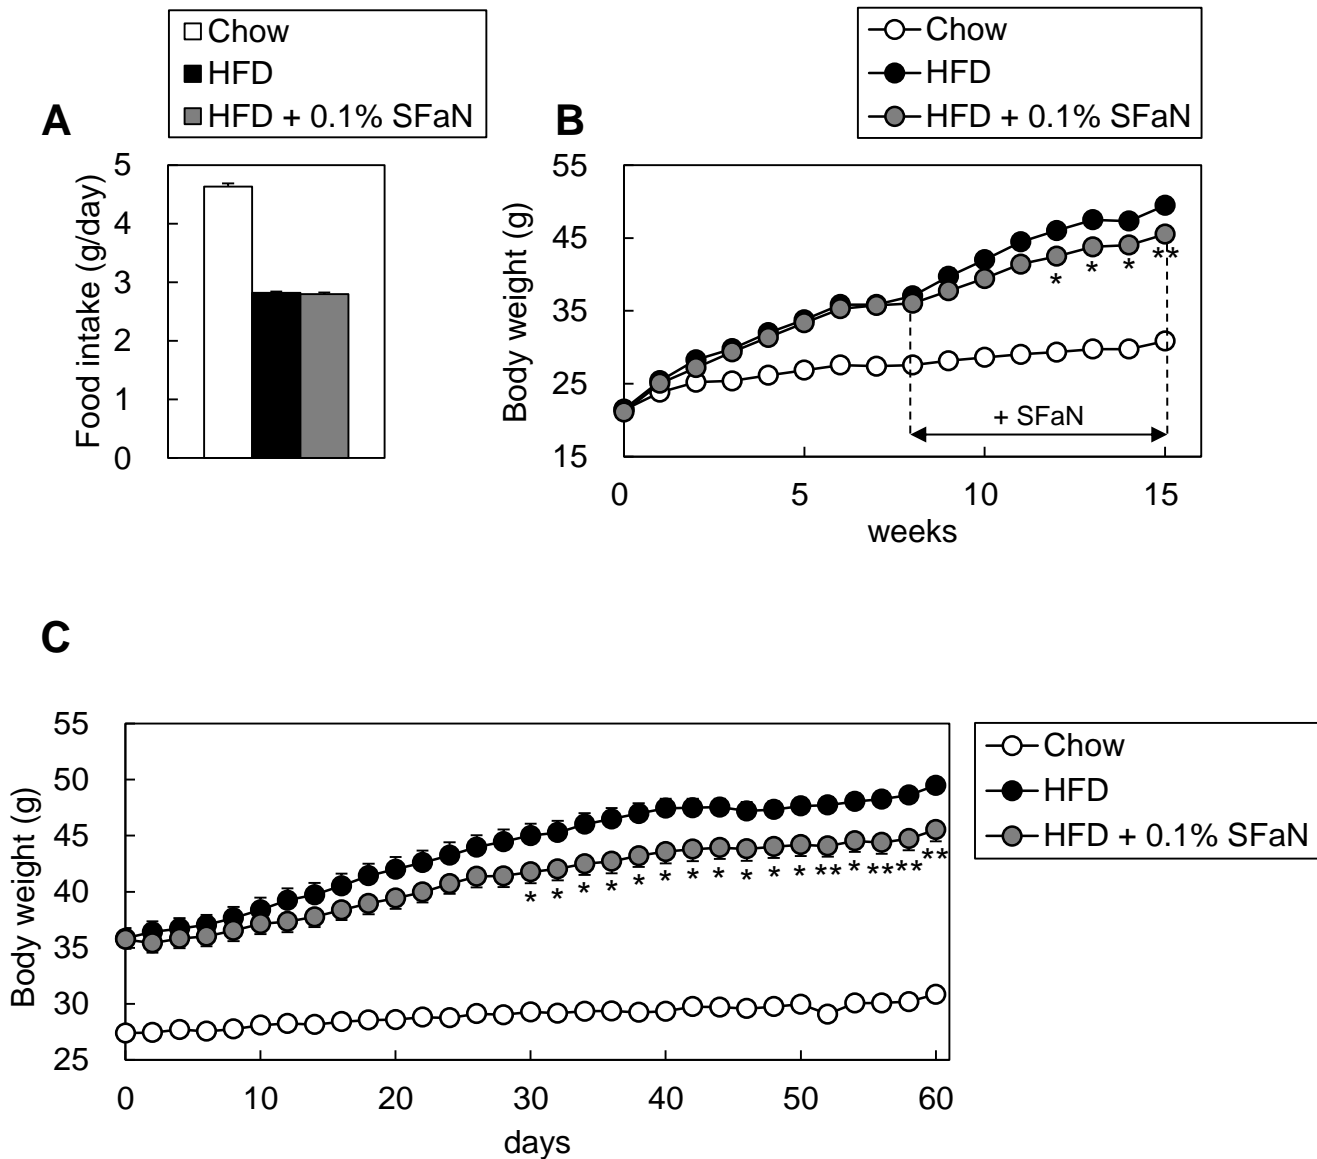 A
Chow
HFD
HFD + 0.1% SFaN
Food intake (g/day)
5
4
3
2
1
0
B
Chow
HFD
HFD + 0.1% SFaN
Body weight (g)
55
45
35
25
15
* * * **
+ SFaN
0 5 10 15
weeks
C
Chow
HFD
HFD + 0.1% SFaN
Body weight (g)
55
50
45
40
35
30
25
* * * * * * * * * * * ** * ** ** **
0 10 20 30 40 50 60
days